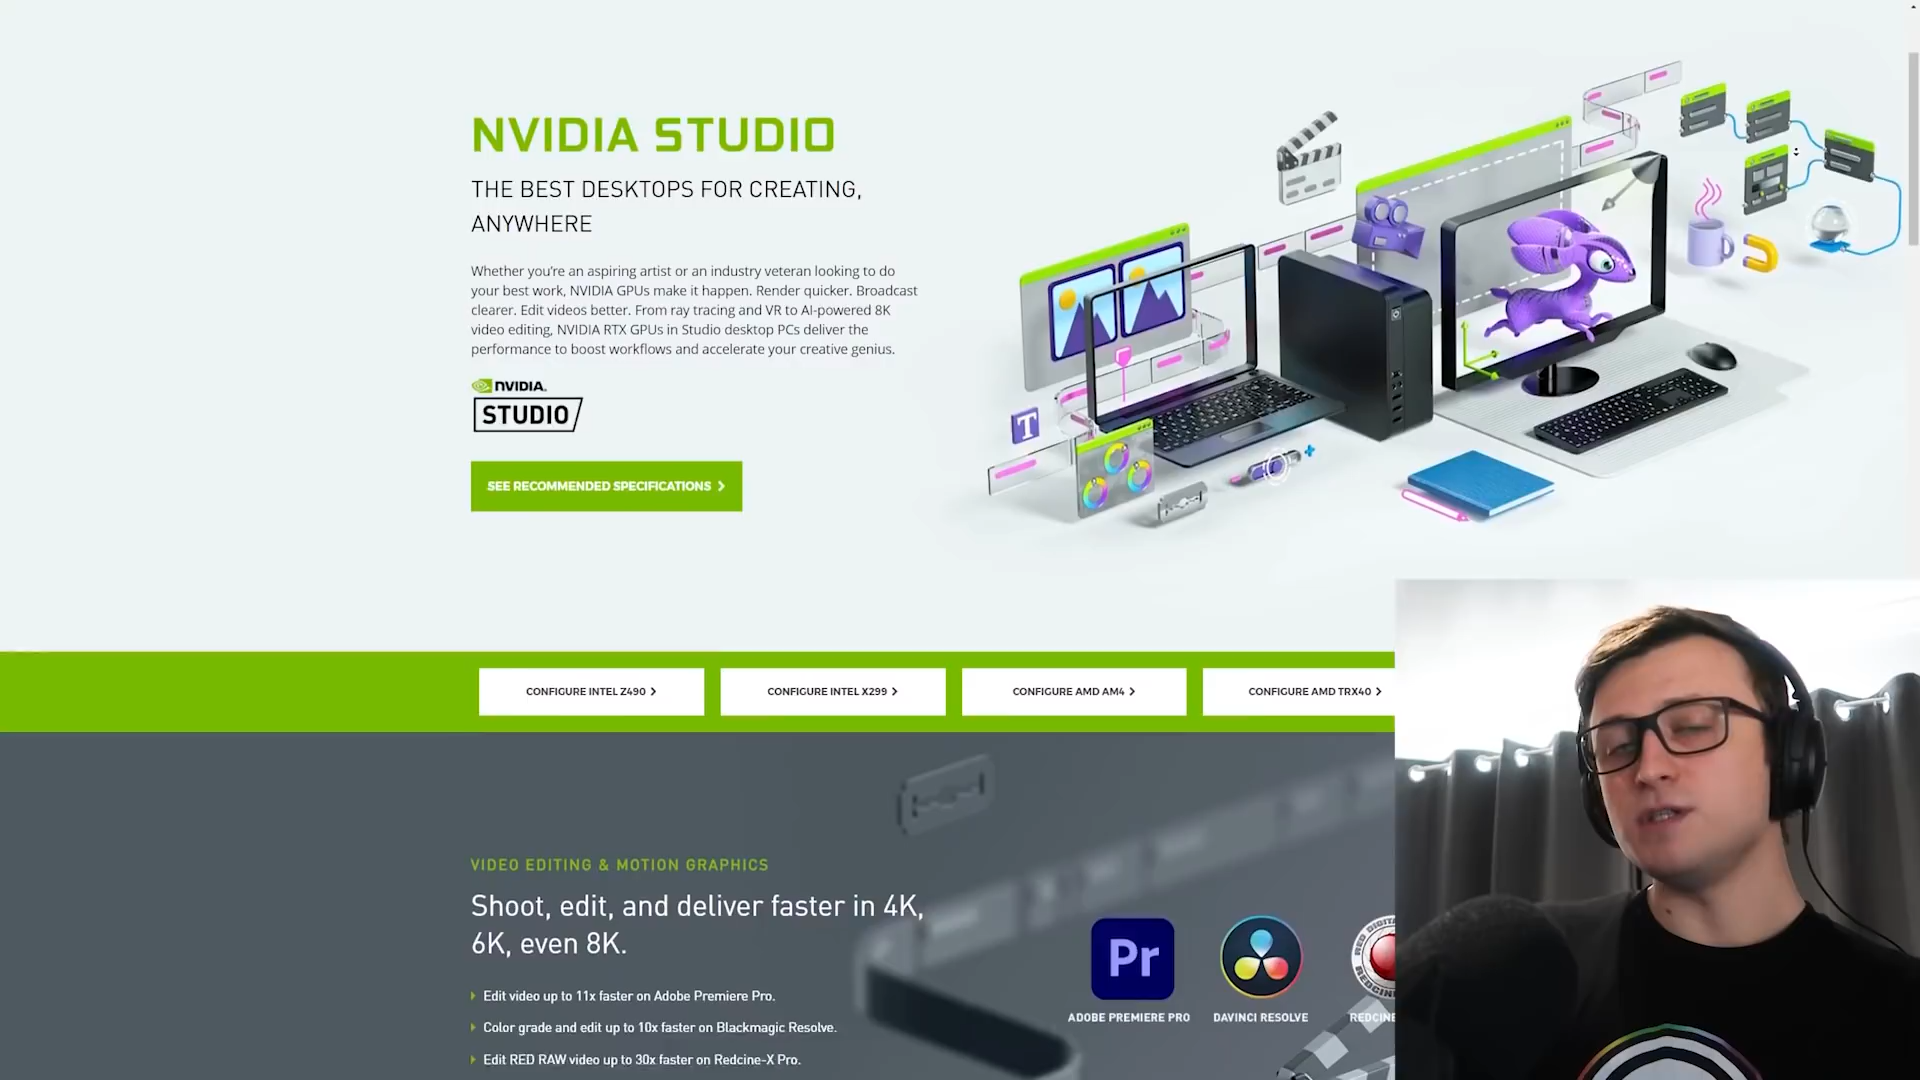 NVIDIA STUDIO
THE BEST DESKTOPS FOR CREATING,
ANYWHERE
Whether you're an aspiring artist or an industry veteran looking to do
your best work, NVIDIA GPUs make it happen. Render quicker. Broadcast
clearer. Edit videos better. From ray tracing and VR to AI-powered 8K
video editing, NVIDIA RTX GPUs in Studio desktop PCs deliver the
performance to boost workflows and accelerate your creative genius.
NVIDIA.
STUDIO
SEE RECOMMENDED SPECIFICATIONS
T
CONFIGURE INTEL Z490
CONFIGURE INTEL X299
CONFIGURE AMD AM4
CONFIGURE AMD TRX40
VIDEO EDITING & MOTION GRAPHICS
Shoot, edit, and deliver faster in 4K,
6K, even 8K.
Edit video up to 11x faster on Adobe Premiere Pro.
Color grade and edit up to 10x faster on Blackmagic Resolve.
Edit RED RAW video up to 30x faster on Redcine-X Pro.
Pr
ADOBE PREMIERE PRO
DAVINCI RESOLVE